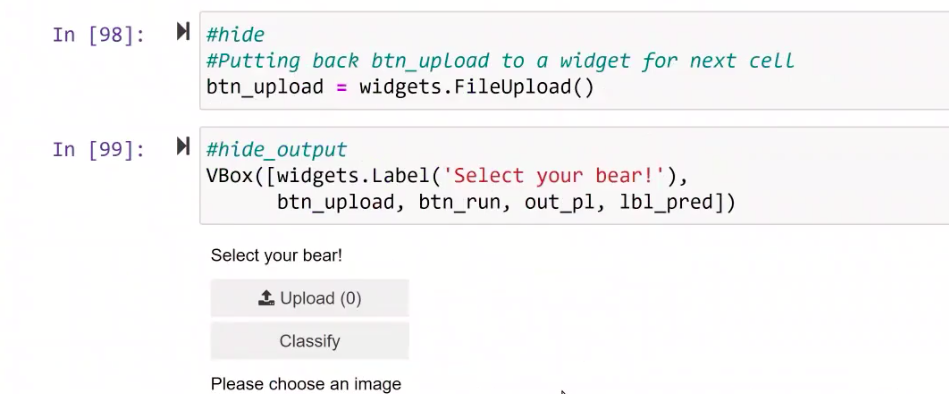 In [98]: #hide
#Putting back btn_upload to a widget for next cell
btn_upload = widgets.FileUpload()
In [99]: #hide_output
VBox([widgets.Label('Select your bear!'),
btn_upload, btn_run, out_pl, lbl_pred])
Select your bear!
Upload (0)
Classify
Please choose an image